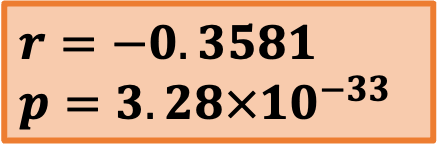 r = −0.3581
p = 3.28×10⁻³³